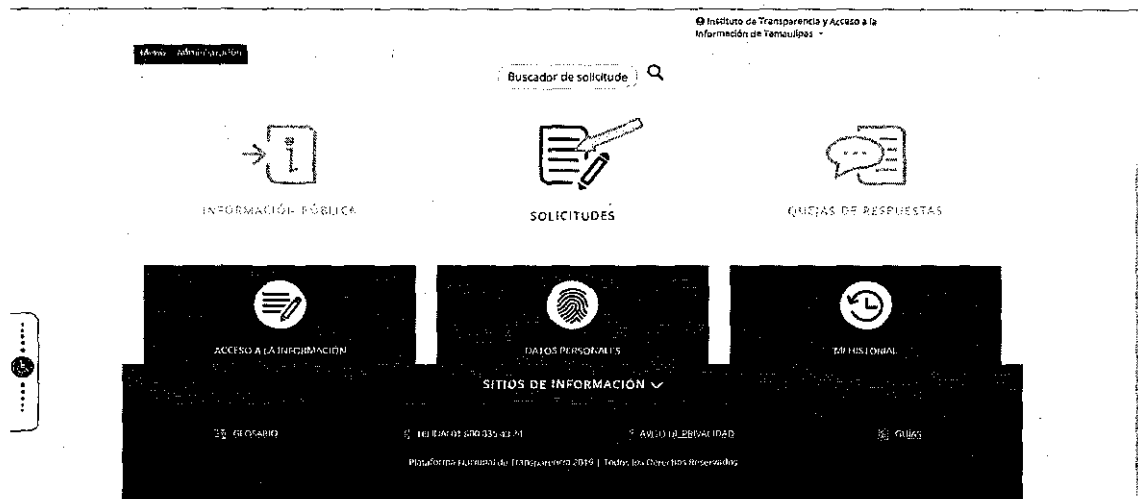 Instituto de Transparencia y Acceso a la
Información de Tamaulipas
Menú Administración
Buscador de solicitude
INFORMACIÓN PÚBLICA
SOLICITUDES
QUEJAS DE RESPUESTAS
ACCESO A LA INFORMACIÓN
DATOS PERSONALES
MI HISTORIAL
SITIOS DE INFORMACIÓN
GLOSARIO
AVISO DE PRIVACIDAD
GUÍAS
Plataforma Nacional de Transparencia 2019 | Todos los Derechos Reservados